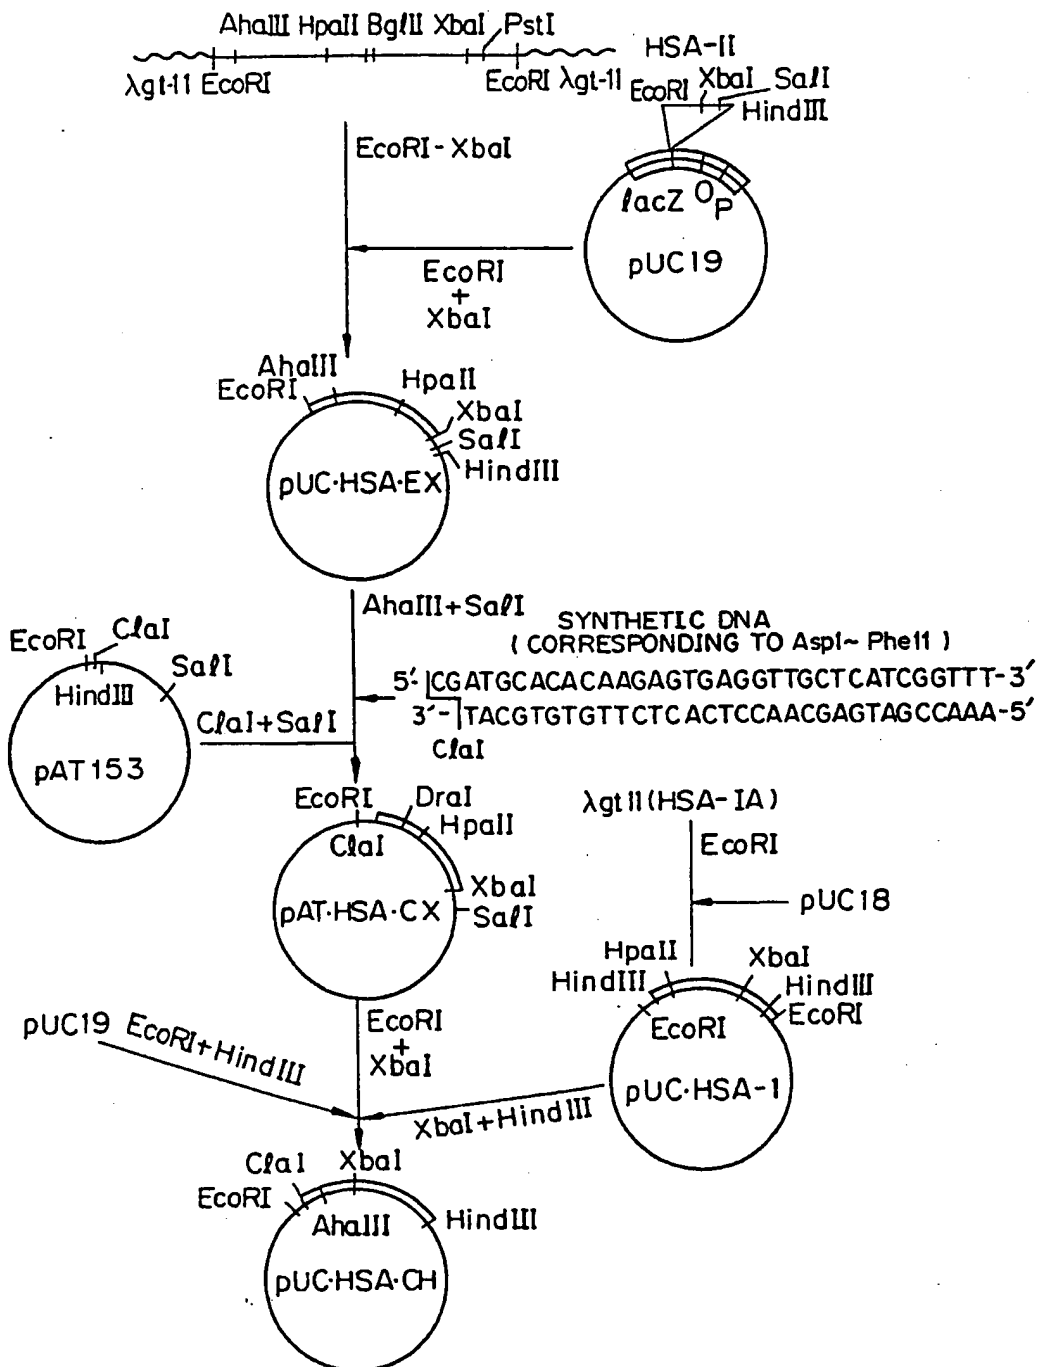 AhaIII HpaII BglII XbaI PstI
λgt-11 EcoRI
EcoRI λgt-11
HSA-II
EcoRI XbaI SalI
HindIII
EcoRI-XbaI
lacZ O P
pUC19
EcoRI
+
XbaI
AhaIII
EcoRI
HpaII
XbaI
SalI
HindIII
pUC·HSA·EX
AhaIII+SalI
SYNTHETIC DNA
( CORRESPONDING TO Asp1~ Phe11 )
5'- CGATGCACACAAGAGTGAGGTTGCTCATCGGTTT-3'
3'- TACGTGTGTTCTCACTCCAACGAGTAGCCAAA-5'
ClaI
EcoRI ClaI
SalI
HindIII
ClaI+SalI
pAT153
EcoRI DraI
HpaII
ClaI
XbaI
SalI
pAT·HSA·CX
λgt11(HSA-IA)
EcoRI
pUC18
HpaII
XbaI
HindIII
HindIII
EcoRI
EcoRI
pUC·HSA-1
EcoRI
+
XbaI
pUC19 EcoRI+HindIII
XbaI+HindIII
ClaI XbaI
EcoRI
AhaIII
HindIII
pUC·HSA·CH